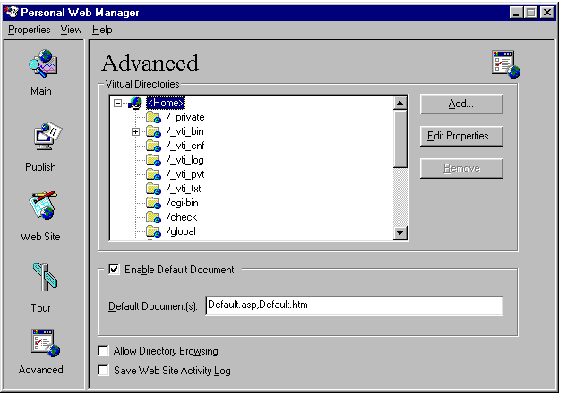 Personal Web Manager
Properties View Help
Main
Publish
Web Site
Tour
Advanced
Advanced
Virtual Directories
<Home>
/_private
/_vti_bin
/_vti_cnf
/_vti_log
/_vti_pvt
/_vti_txt
/cgi-bin
/check
/global
Add...
Edit Properties
Remove
Enable Default Document
Default Document(s): Default.asp,Default.htm
Allow Directory Browsing
Save Web Site Activity Log